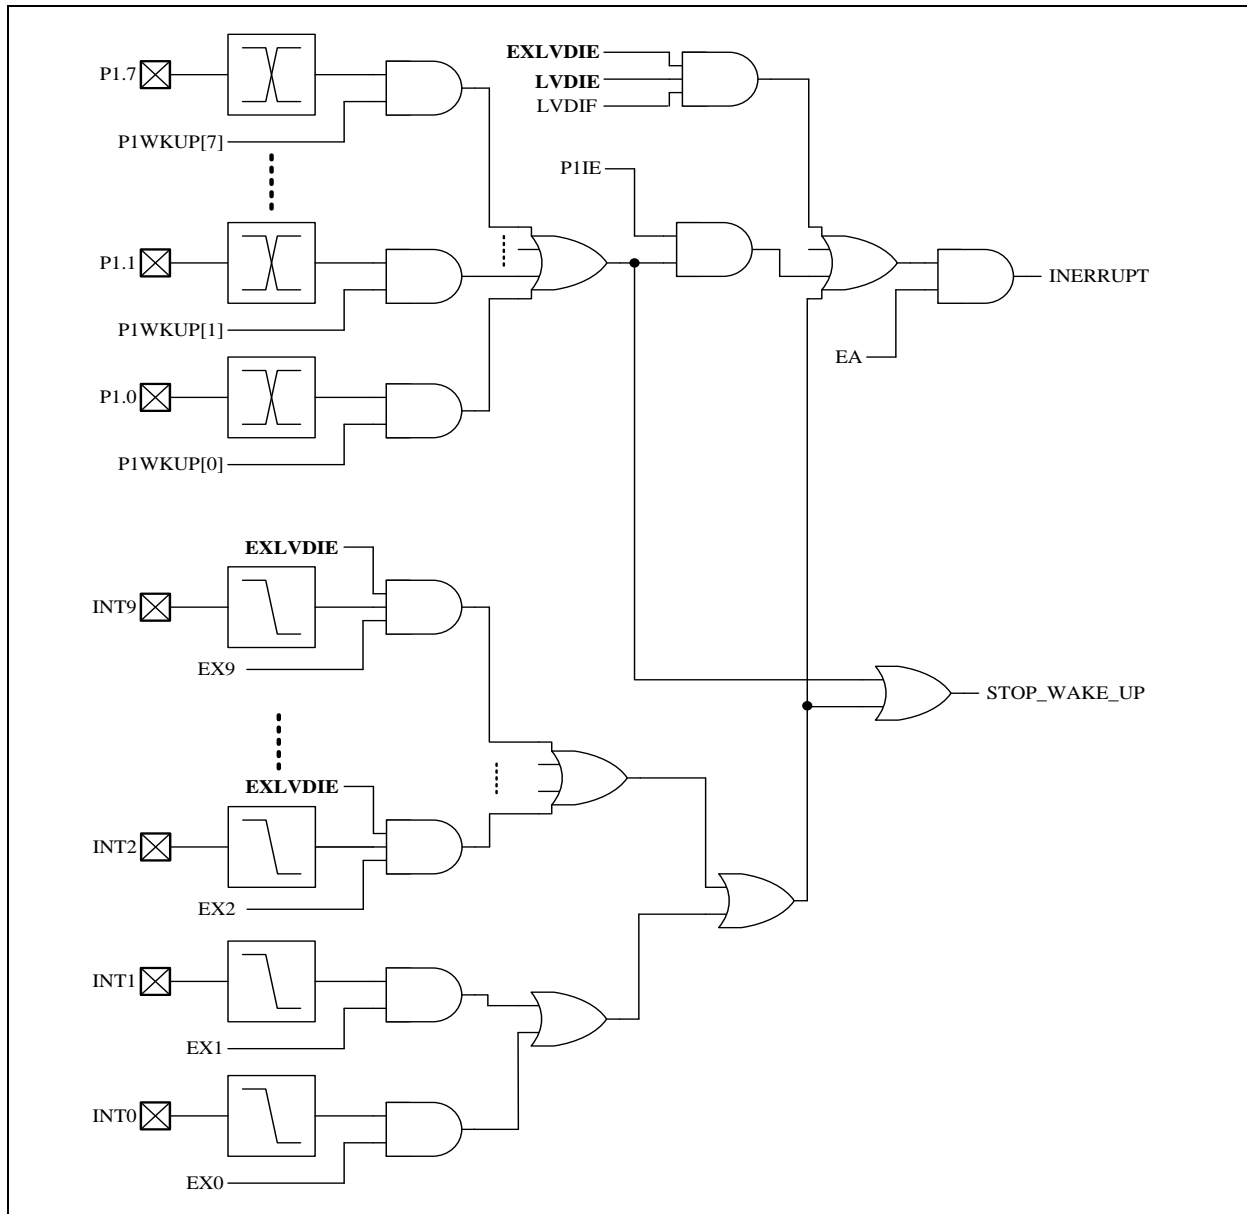 EXLVDIE
P1.7
LVDIE
LVDIF
P1WKUP[7]
P1IE
P1.1
INERRUPT
P1WKUP[1]
EA
P1.0
P1WKUP[0]
EXLVDIE
INT9
EX9
STOP_WAKE_UP
EXLVDIE
INT2
EX2
INT1
EX1
INT0
EX0